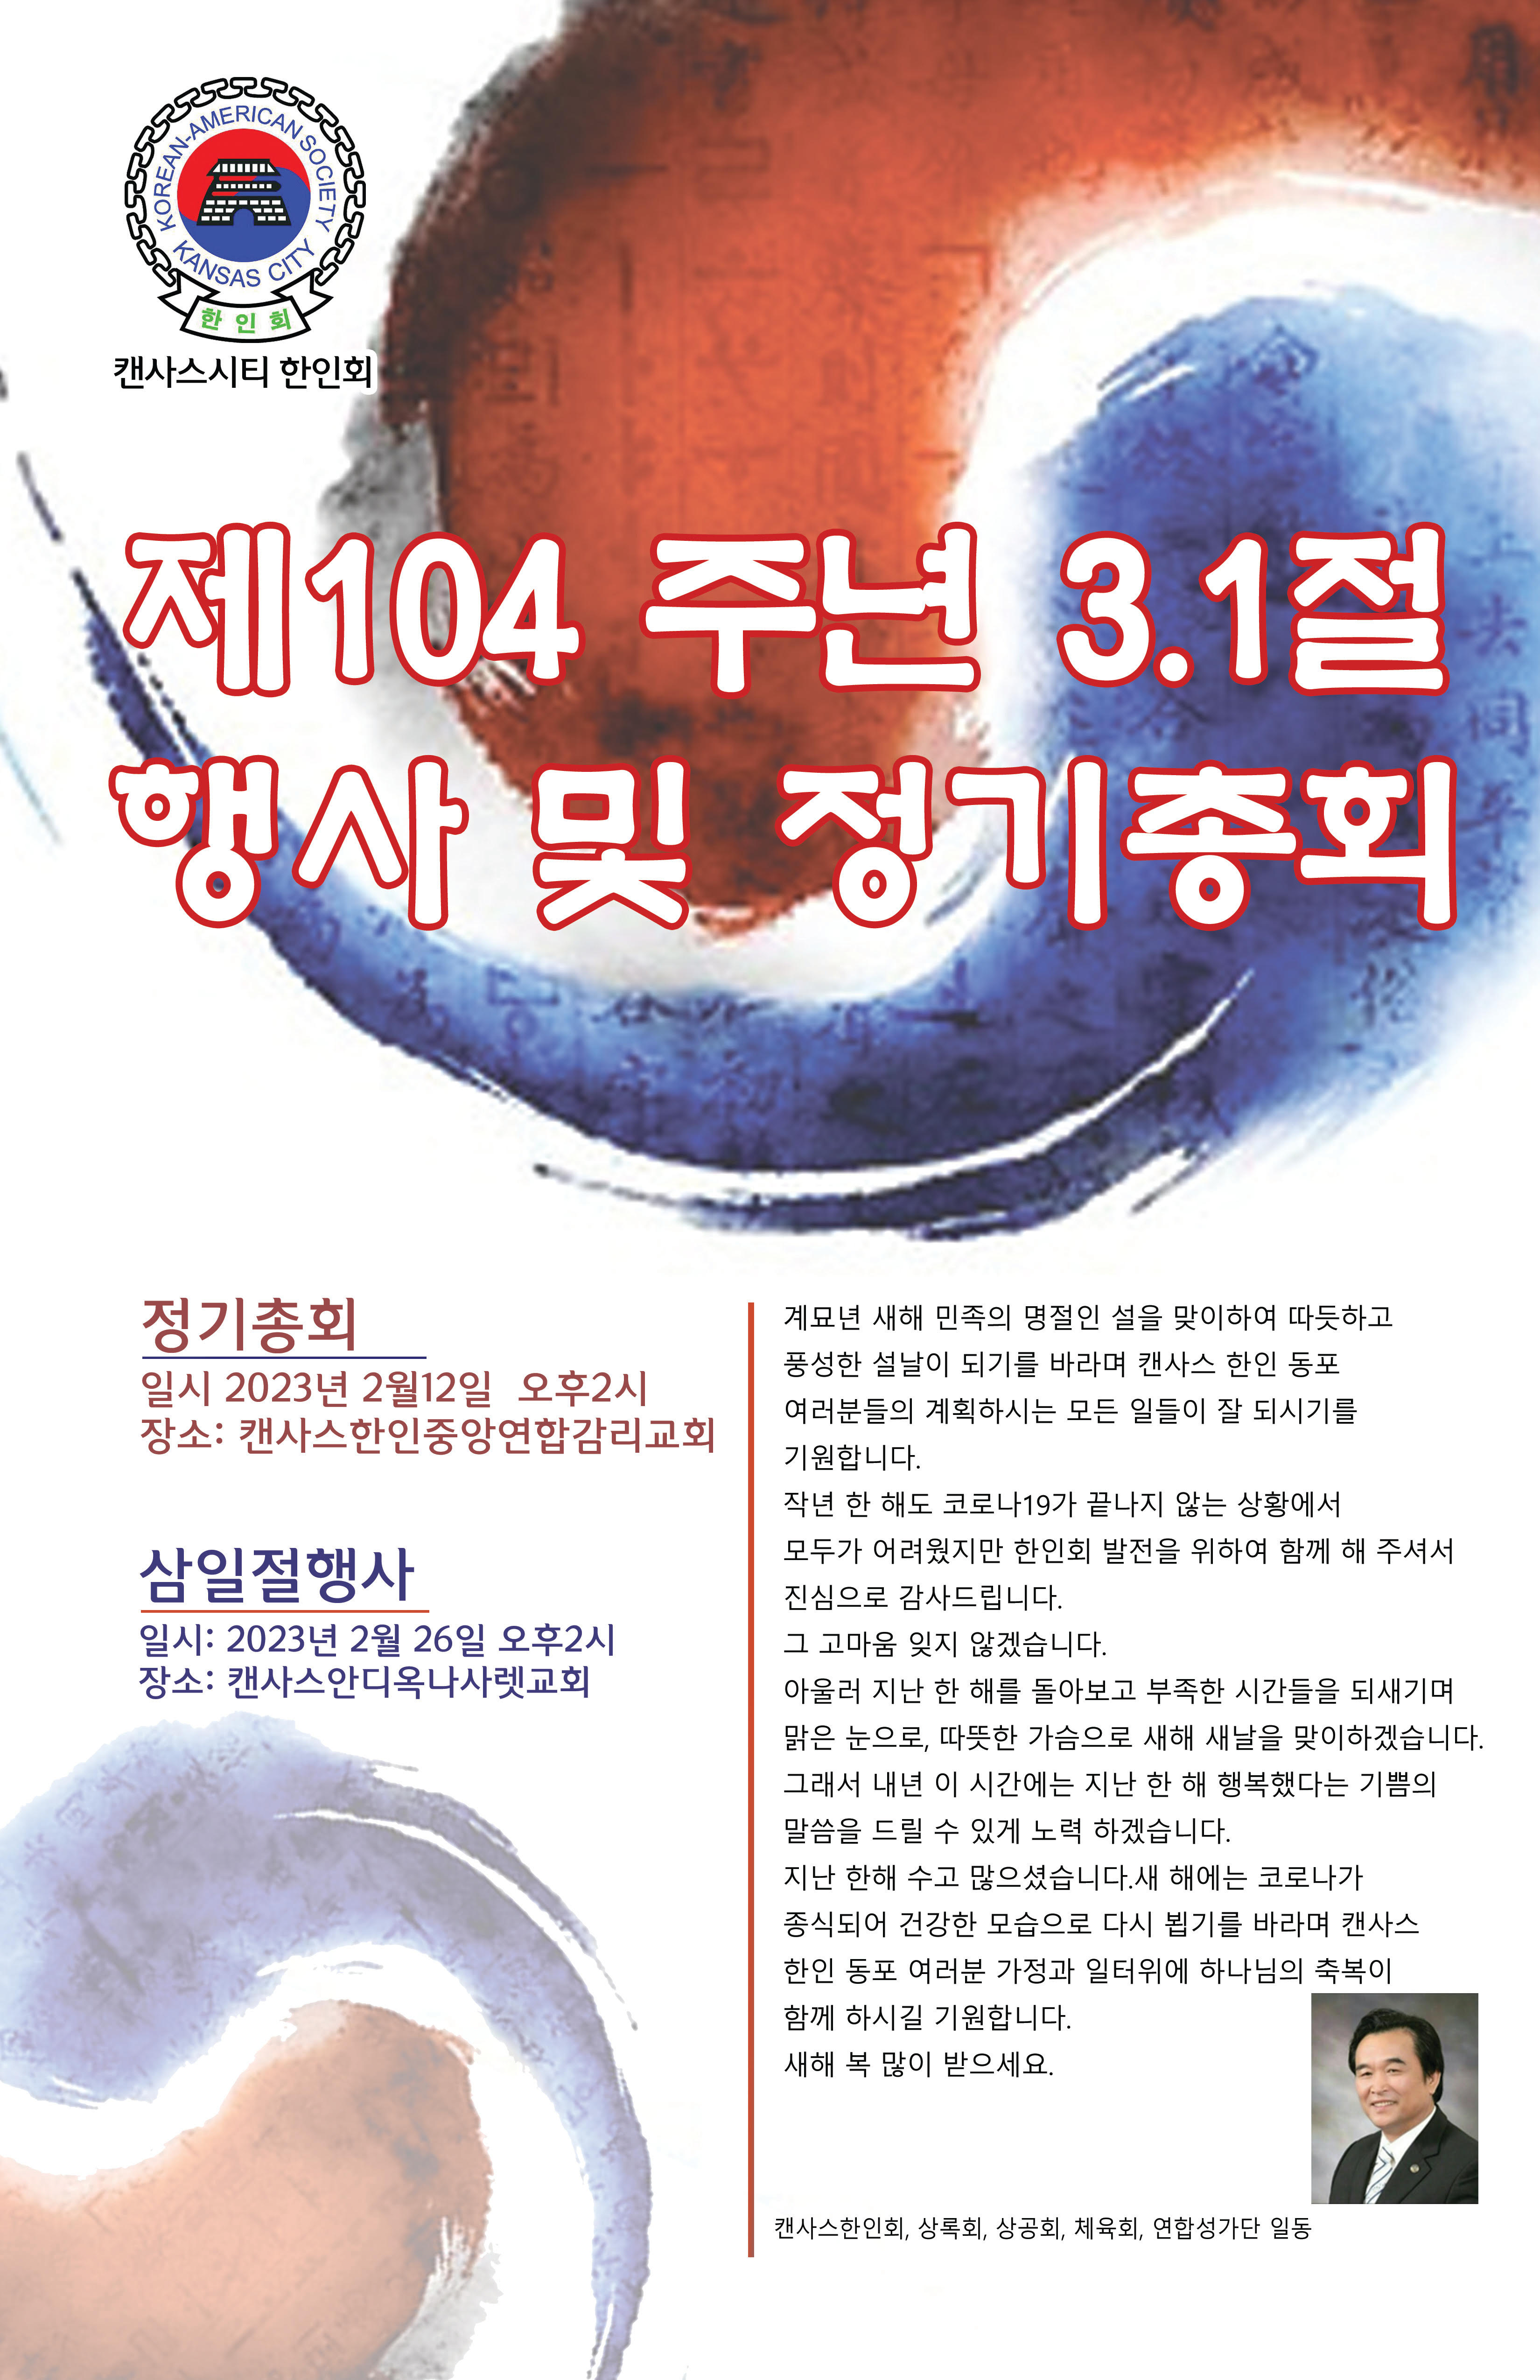 KOREAN-AMERICAN SOCIETY
KANSAS CITY
한인회
캔사스시티 한인회
제104 주년 3.1절
행사 및 정기총회
정기총회
일시 2023년 2월12일 오후2시
장소: 캔사스한인중앙연합감리교회
삼일절행사
일시: 2023년 2월 26일 오후2시
장소: 캔사스안디옥나사렛교회
계묘년 새해 민족의 명절인 설을 맞이하여 따듯하고
풍성한 설날이 되기를 바라며 캔사스 한인 동포
여러분들의 계획하시는 모든 일들이 잘 되시기를
기원합니다.
작년 한 해도 코로나19가 끝나지 않는 상황에서
모두가 어려웠지만 한인회 발전을 위하여 함께 해 주셔서
진심으로 감사드립니다.
그 고마움 잊지 않겠습니다.
아울러 지난 한 해를 돌아보고 부족한 시간들을 되새기며
맑은 눈으로, 따뜻한 가슴으로 새해 새날을 맞이하겠습니다.
그래서 내년 이 시간에는 지난 한 해 행복했다는 기쁨의
말씀을 드릴 수 있게 노력 하겠습니다.
지난 한해 수고 많으셨습니다.새 해에는 코로나가
종식되어 건강한 모습으로 다시 뵙기를 바라며 캔사스
한인 동포 여러분 가정과 일터위에 하나님의 축복이
함께 하시길 기원합니다.
새해 복 많이 받으세요.
캔사스한인회, 상록회, 상공회, 체육회, 연합성가단 일동